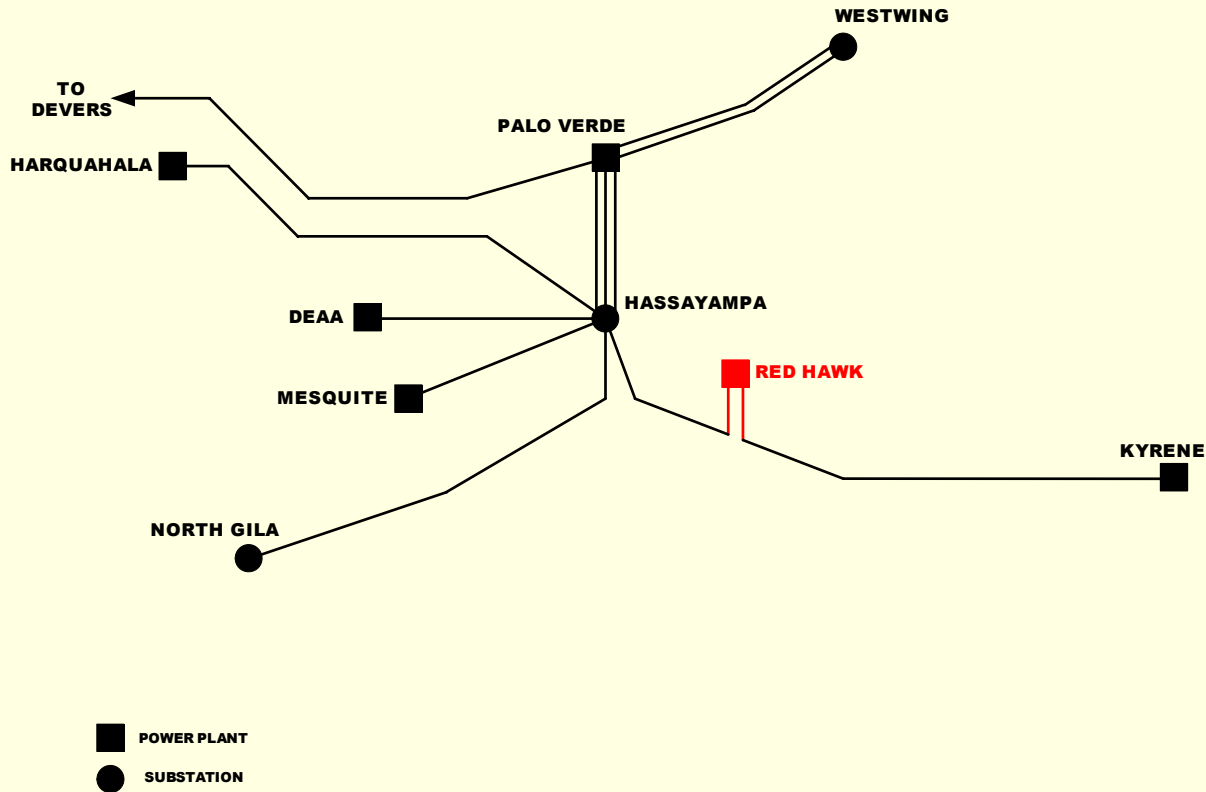 WESTWING
TO
DEVERS
PALO VERDE
HARQUAHALA
HASSAYAMPA
DEAA
RED HAWK
MESQUITE
KYRENE
NORTH GILA
POWER PLANT
SUBSTATION